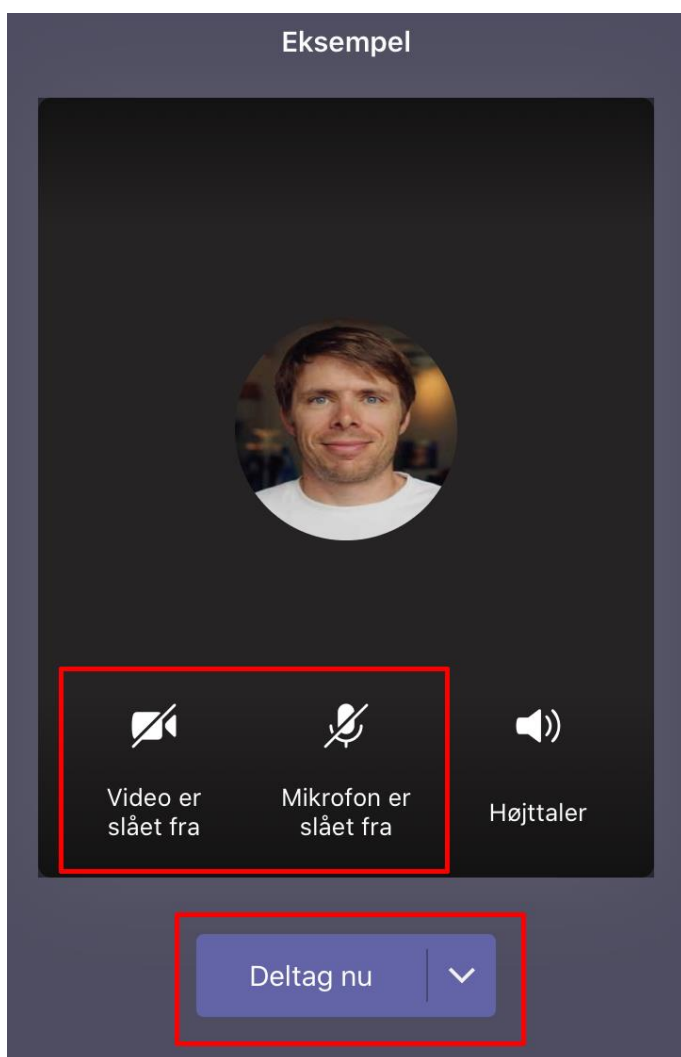 Eksempel
Video er
slået fra
Mikrofon er
slået fra
Højttaler
Deltag nu